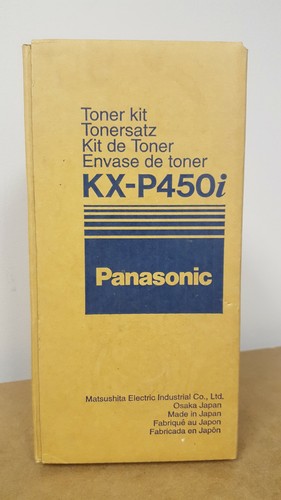 Toner kit
Tonersatz
Kit de Toner
Envase de toner
KX-P450i
Panasonic
Matsushita Electric Industrial Co., Ltd.
Osaka Japan
Made in Japan
Fabriqué au Japon
Fabricada en Japón